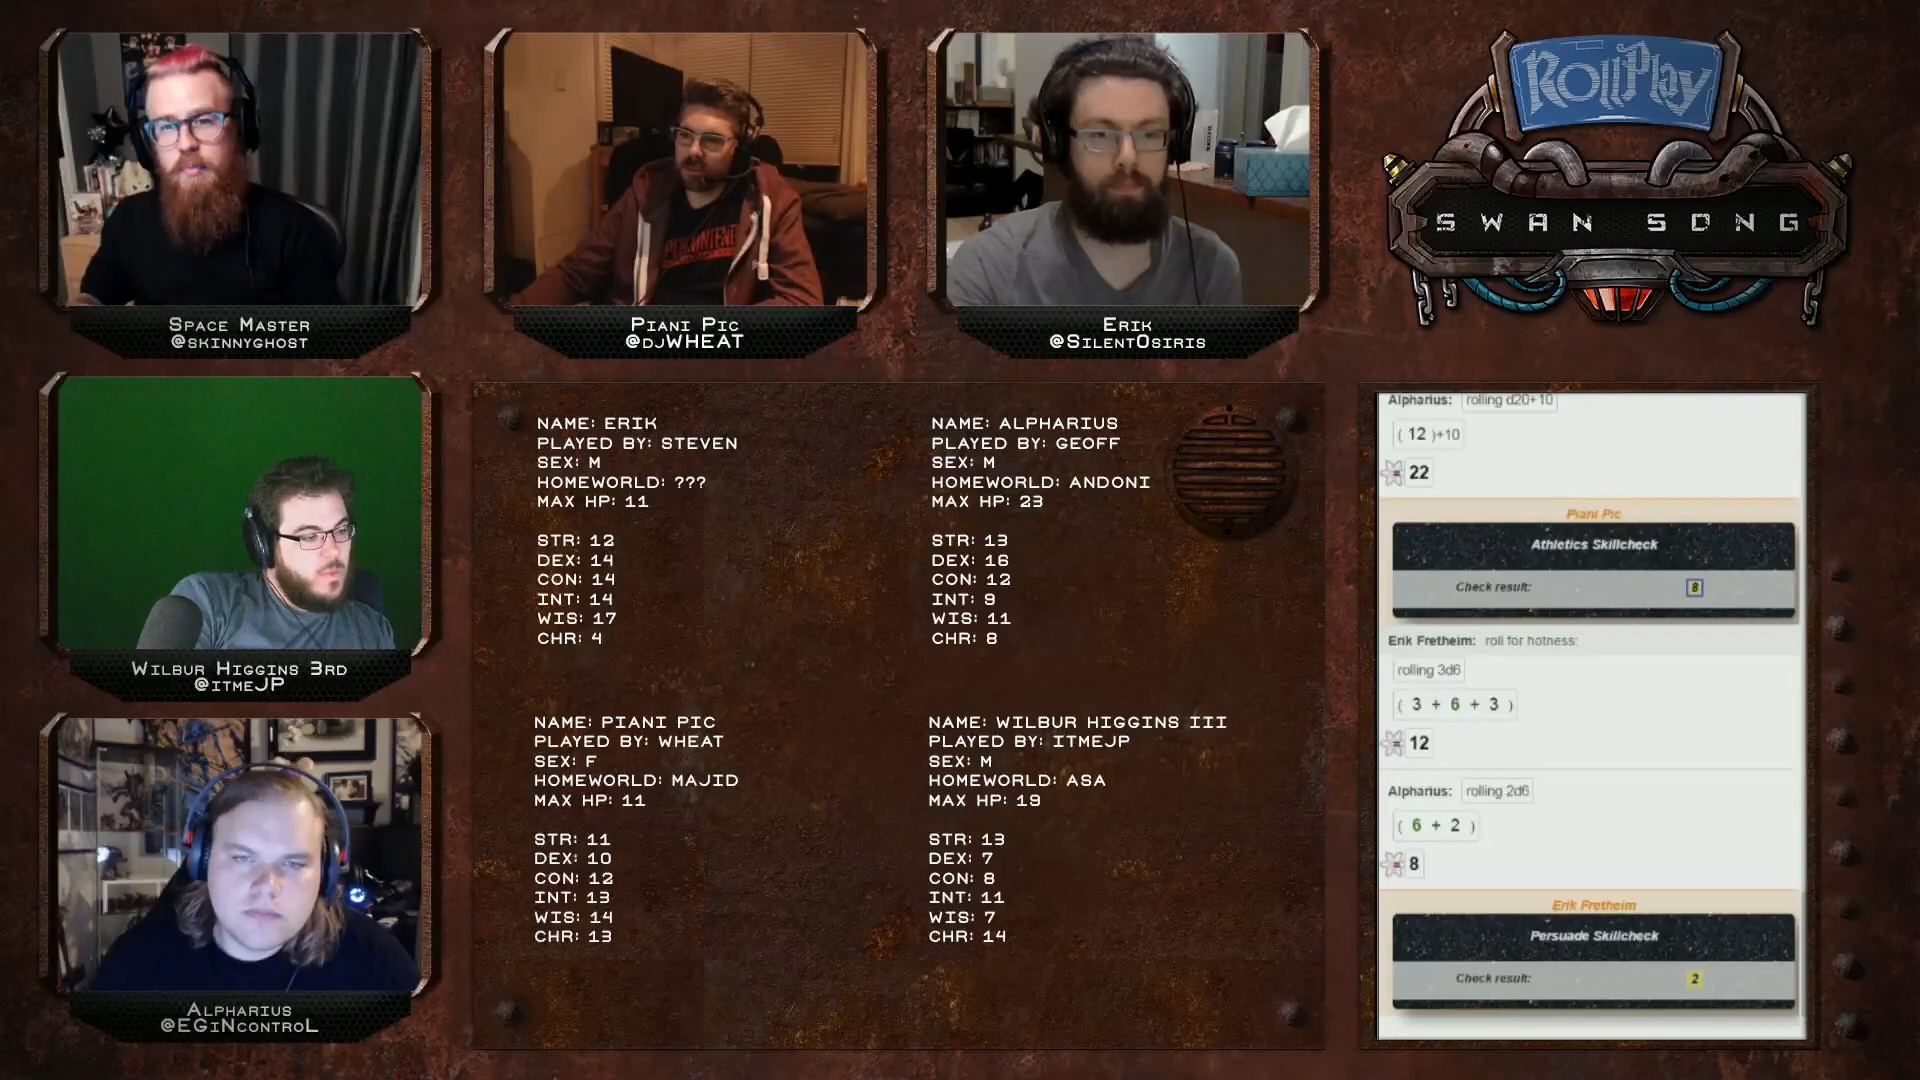 RollPlay
SWAN SONG
Space Master
@skinnyghost
Piani Pic
@djWHEAT
Erik
@SilentOsiris
Wilbur Higgins 3rd
@itmeJP
Alpharius
@EGiNcontroL
NAME: ERIK
PLAYED BY: STEVEN
SEX: M
HOMEWORLD: ???
MAX HP: 11
STR: 12
DEX: 14
CON: 14
INT: 14
WIS: 17
CHR: 4
NAME: ALPHARIUS
PLAYED BY: GEOFF
SEX: M
HOMEWORLD: ANDONI
MAX HP: 23
STR: 13
DEX: 16
CON: 12
INT: 9
WIS: 11
CHR: 8
NAME: PIANI PIC
PLAYED BY: WHEAT
SEX: F
HOMEWORLD: MAJID
MAX HP: 11
STR: 11
DEX: 10
CON: 12
INT: 13
WIS: 14
CHR: 13
NAME: WILBUR HIGGINS III
PLAYED BY: ITMEJP
SEX: M
HOMEWORLD: ASA
MAX HP: 19
STR: 13
DEX: 7
CON: 8
INT: 11
WIS: 7
CHR: 14
Alpharius: rolling d20+10
( 12 )+10
= 22
Piani Pic
Athletics Skillcheck
Check result: 8
Erik Fretheim: roll for hotness:
rolling 3d6
( 3 + 6 + 3 )
= 12
Alpharius: rolling 2d6
( 6 + 2 )
= 8
Erik Fretheim
Persuade Skillcheck
Check result: 2